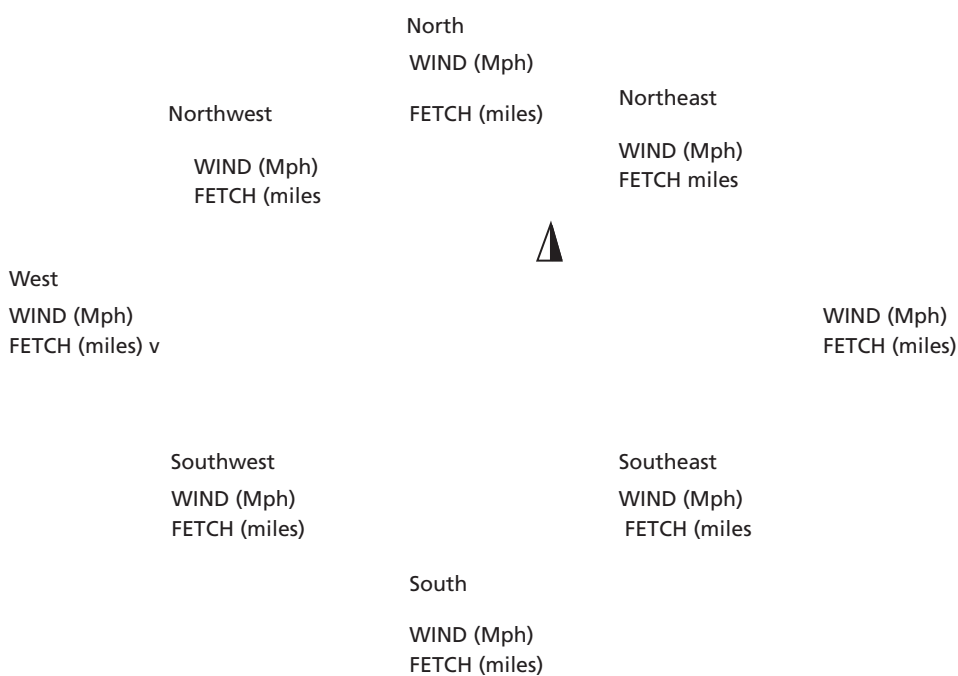 North
WIND (Mph)
FETCH (miles)
Northwest
WIND (Mph)
FETCH (miles
Northeast
WIND (Mph)
FETCH miles
West
WIND (Mph)
FETCH (miles) v
WIND (Mph)
FETCH (miles)
Southwest
WIND (Mph)
FETCH (miles)
Southeast
WIND (Mph)
FETCH (miles
South
WIND (Mph)
FETCH (miles)